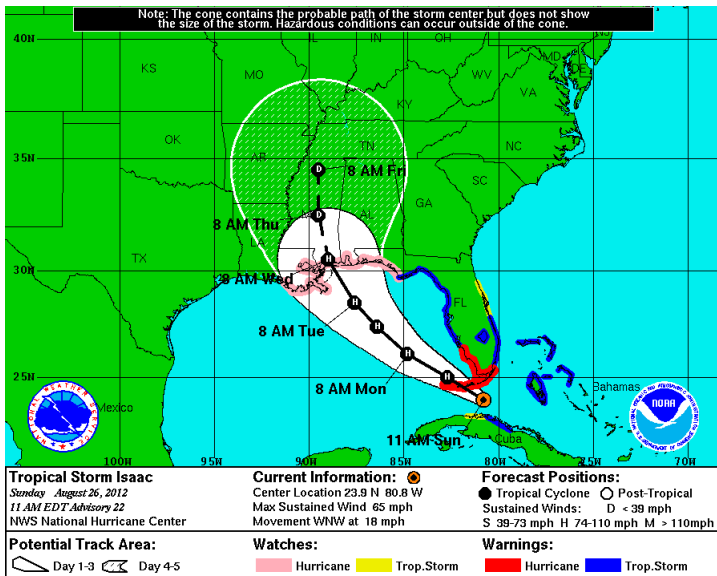 Note: The cone contains the probable path of the storm center but does not show
the size of the storm. Hazardous conditions can occur outside of the cone.
40N
35N
30N
25N
95W
90W
85W
80W
75W
70W
KS
MO
IL
IN
OH
WV
MD
DE
NJ
VA
KY
OK
AR
TN
NC
SC
MS
AL
GA
TX
LA
FL
Mexico
Cuba
Bahamas
D
8 AM Fri
D
8 AM Thu
H
8 AM Wed
H
8 AM Tue
H
H
8 AM Mon
H
11 AM Sun
NATIONAL WEATHER SERVICE
NOAA
Tropical Storm Isaac
Sunday August 26, 2012
11 AM EDT Advisory 22
NWS National Hurricane Center
Current Information:
Center Location 23.9 N 80.8 W
Max Sustained Wind 65 mph
Movement WNW at 18 mph
Forecast Positions:
Tropical Cyclone Post-Tropical
Sustained Winds: D < 39 mph
S 39-73 mph H 74-110 mph M > 110mph
Potential Track Area:
Day 1-3 Day 4-5
Watches:
Hurricane Trop.Storm
Warnings:
Hurricane Trop.Storm